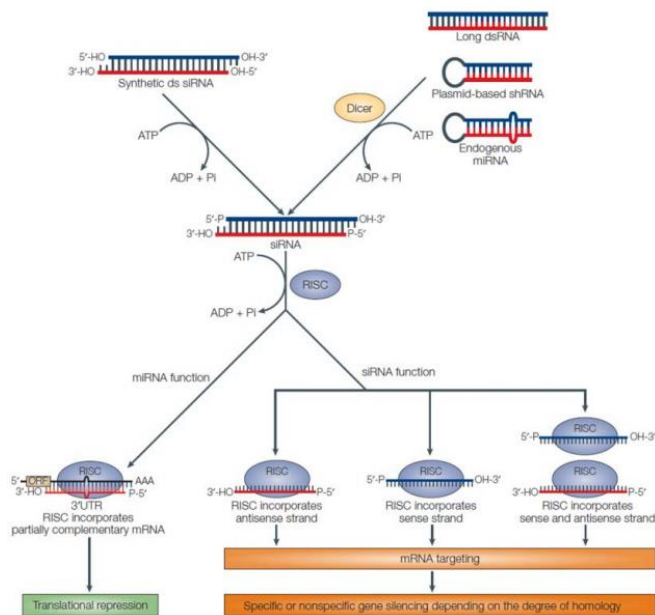 Long dsRNA
5′-HO OH-3′
3′-HO OH-5′
Synthetic ds siRNA
Plasmid-based shRNA
Dicer
ATP
ATP
Endogenous
miRNA
ADP + Pi
ADP + Pi
5′-P OH-3′
3′-HO P-5′
siRNA
ATP
RISC
ADP + Pi
miRNA function
siRNA function
RISC
5′-P OH-3′
RISC
5′- ORF AAA
3′-HO P-5′
3′UTR
RISC incorporates
partially complementary mRNA
RISC
3′-HO P-5′
RISC incorporates
antisense strand
RISC
5′-P OH-3′
RISC incorporates
sense strand
RISC
3′-HO P-5′
RISC incorporates
sense and antisense strand
mRNA targeting
Translational repression
Specific or nonspecific gene silencing depending on the degree of homology